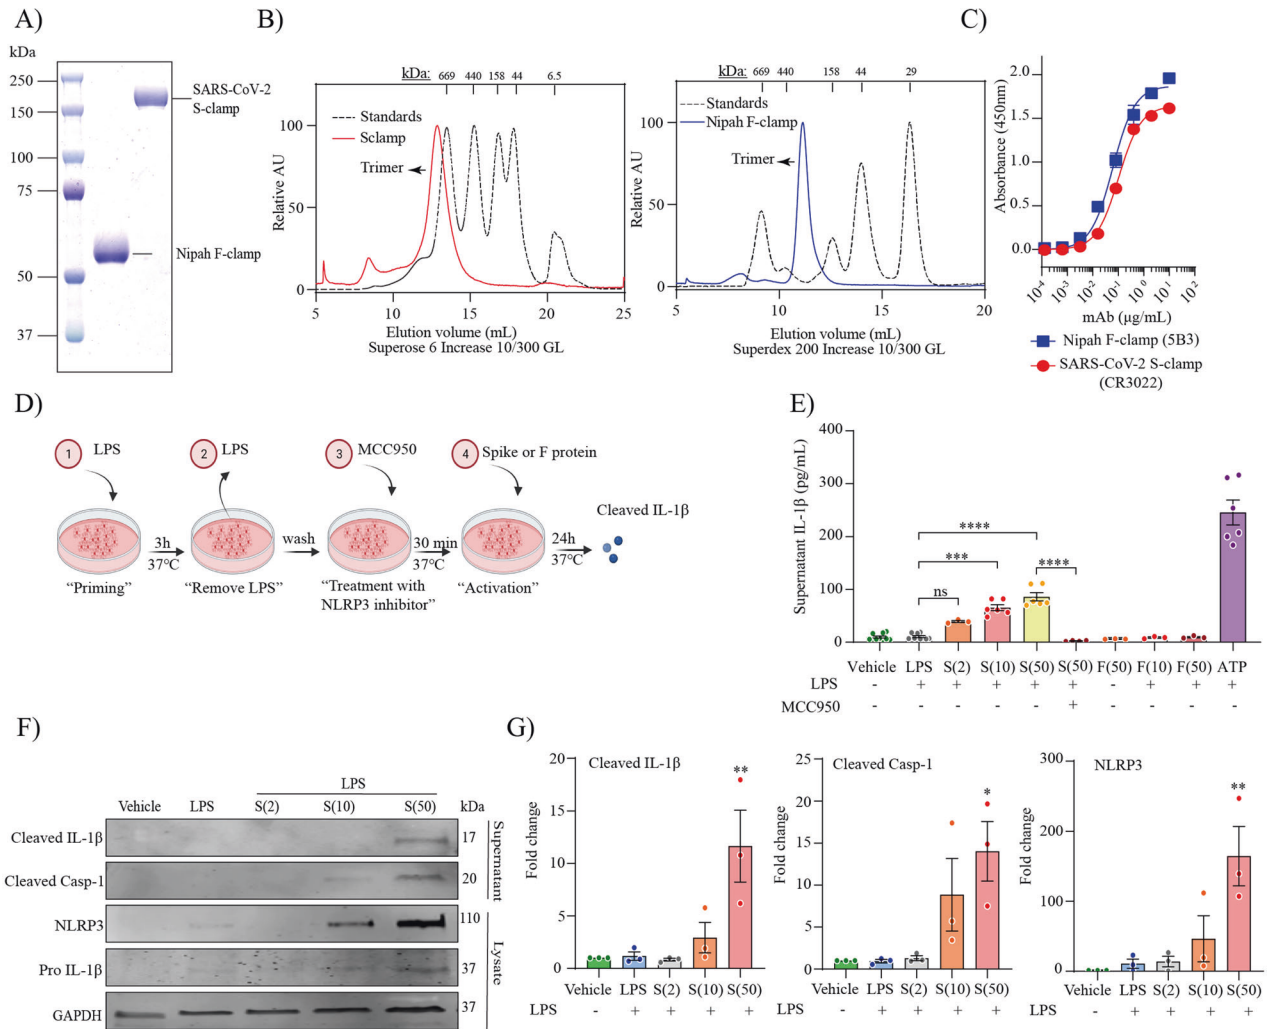 A)
kDa
250
150
100
75
50
37
SARS-CoV-2
S-clamp
Nipah F-clamp
B)
kDa:
669
440
158
44
6.5
Standards
Sclamp
Trimer
Relative AU
100
50
0
5
10
15
20
25
Elution volume (mL)
Superose 6 Increase 10/300 GL
kDa:
669
440
158
44
29
Standards
Nipah F-clamp
Trimer
Relative AU
100
50
0
5
10
15
20
Elution volume (mL)
Superdex 200 Increase 10/300 GL
C)
Absorbance (450nm)
2.0
1.0
0.0
10⁻⁴
10⁻³
10⁻²
10⁻¹
10⁰
10¹
10²
mAb (µg/mL)
Nipah F-clamp (5B3)
SARS-CoV-2 S-clamp
(CR3022)
D)
1 LPS
2 LPS
3 MCC950
4 Spike or F protein
3h
37°C
wash
30 min
37°C
24h
37°C
Cleaved IL-1β
“Priming”
“Remove LPS”
“Treatment with
NLRP3 inhibitor”
“Activation”
E)
Supernatant IL-1β (pg/mL)
400
300
200
100
0
ns
***
****
****
Vehicle LPS S(2) S(10) S(50) S(50) F(50) F(10) F(50) ATP
LPS - + + + + + - + + +
MCC950 - - - - - + - - - -
F)
LPS
Vehicle LPS S(2) S(10) S(50) kDa
Cleaved IL-1β 17
Cleaved Casp-1 20
NLRP3 110
Pro IL-1β 37
GAPDH 37
Supernatant
Lysate
G)
Cleaved IL-1β
Fold change
20
15
10
5
0
**
Vehicle LPS S(2) S(10) S(50)
LPS - + + + +
Cleaved Casp-1
Fold change
25
20
15
10
5
0
*
Vehicle LPS S(2) S(10) S(50)
LPS - + + + +
NLRP3
Fold change
300
200
100
0
**
Vehicle LPS S(2) S(10) S(50)
LPS - + + + +